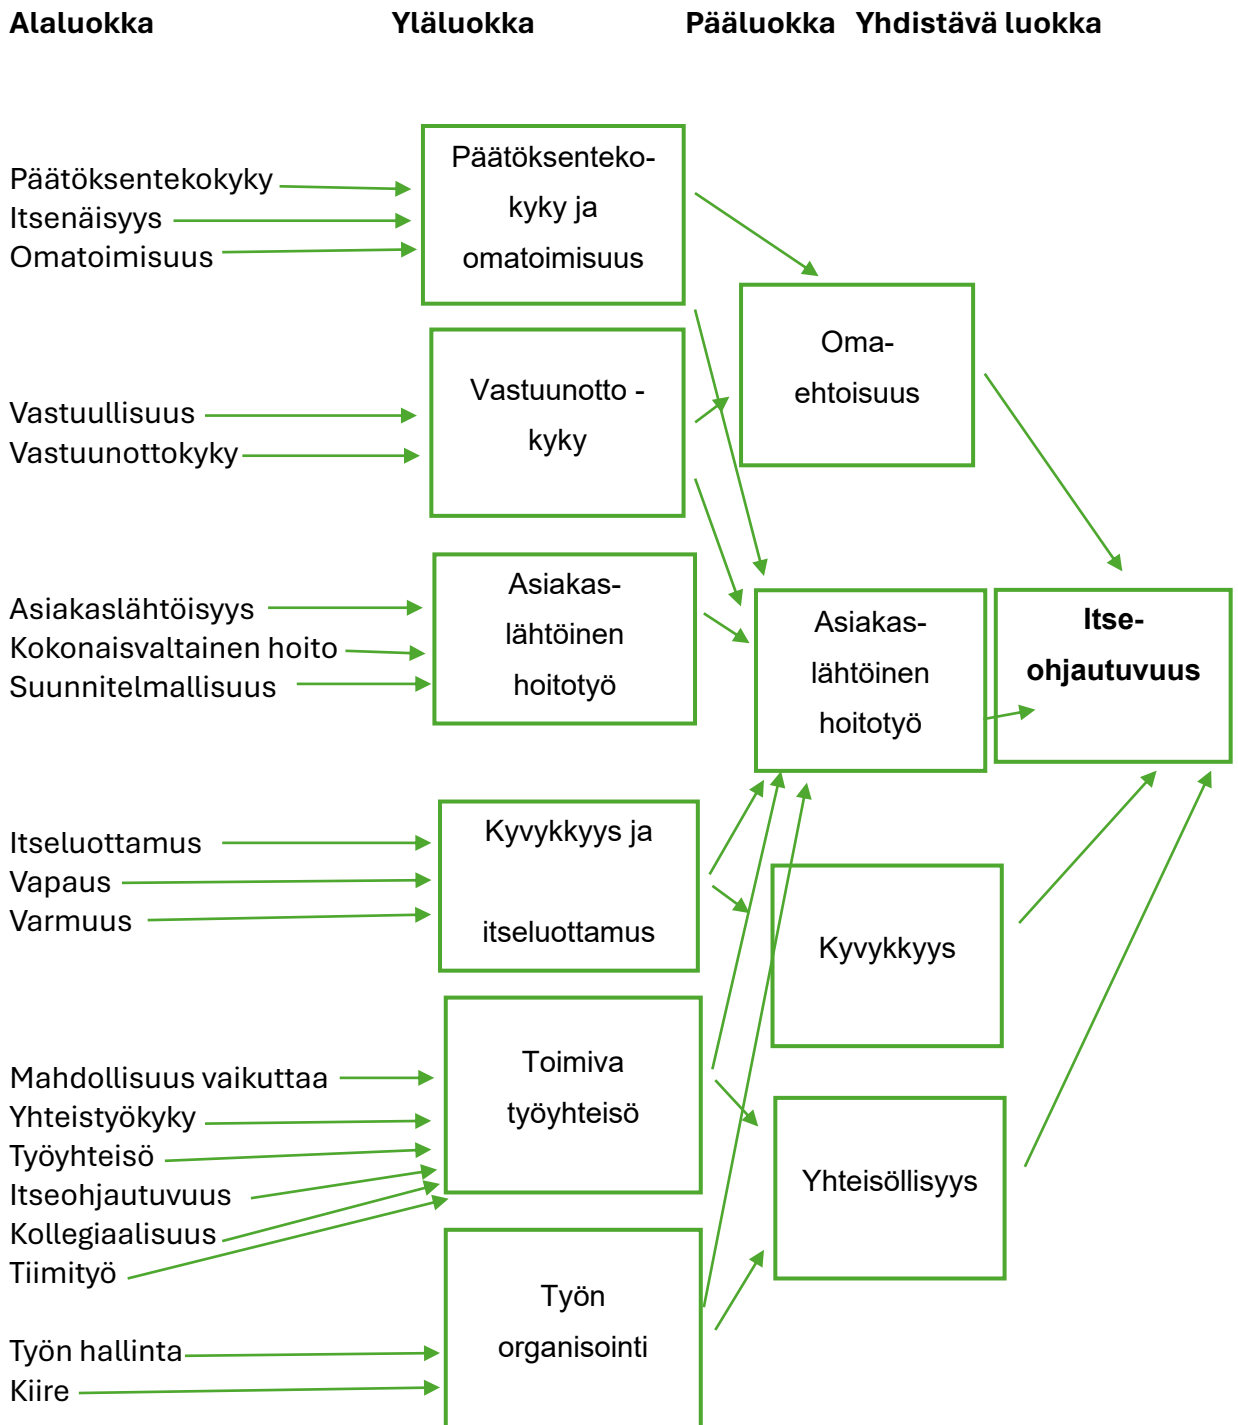 Alaluokka Yläluokka Pääluokka Yhdistävä luokka
Päätöksentekokyky
Itsenäisyys
Omatoimisuus
Päätöksenteko-
kyky ja
omatoimisuus
Oma-
ehtoisuus
Vastuullisuus
Vastuunottokyky
Vastuunotto -
kyky
Asiakaslähtöisyys
Kokonaisvaltainen hoito
Suunnitelmallisuus
Asiakas-
lähtöinen
hoitotyö
Asiakas-
lähtöinen
hoitotyö
Itse-
ohjautuvuus
Itseluottamus
Vapaus
Varmuus
Kyvykkyys ja
itseluottamus
Kyvykkyys
Mahdollisuus vaikuttaa
Yhteistyökyky
Työyhteisö
Itseohjautuvuus
Kollegiaalisuus
Tiimityö
Toimiva
työyhteisö
Yhteisöllisyys
Työn hallinta
Kiire
Työn
organisointi